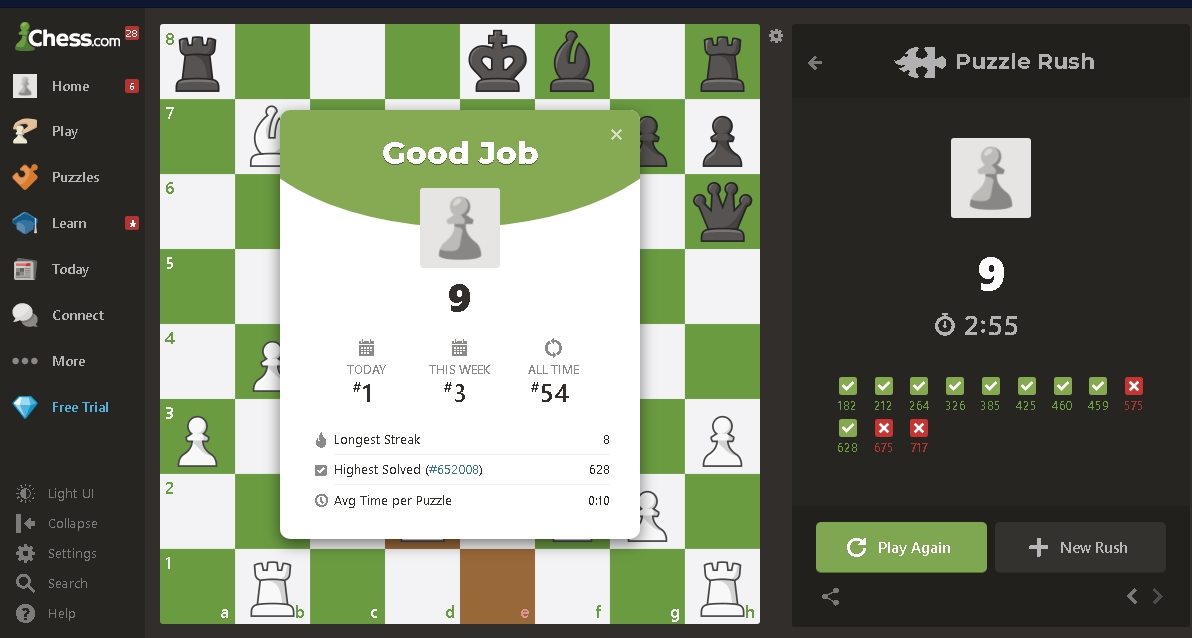 Chess.com 28
Home 6
Play
Puzzles
Learn
Today
Connect
More
Free Trial
Light UI
Collapse
Settings
Search
Help
8
7
6
5
4
3
2
1
a b c d e f g h
Good Job
×
9
TODAY THIS WEEK ALL TIME
#1 #3 #54
Longest Streak 8
Highest Solved (#652008) 628
Avg Time per Puzzle 0:10
Puzzle Rush
9
2:55
182 212 264 326 385 425 460 459 575
628 675 717
Play Again New Rush